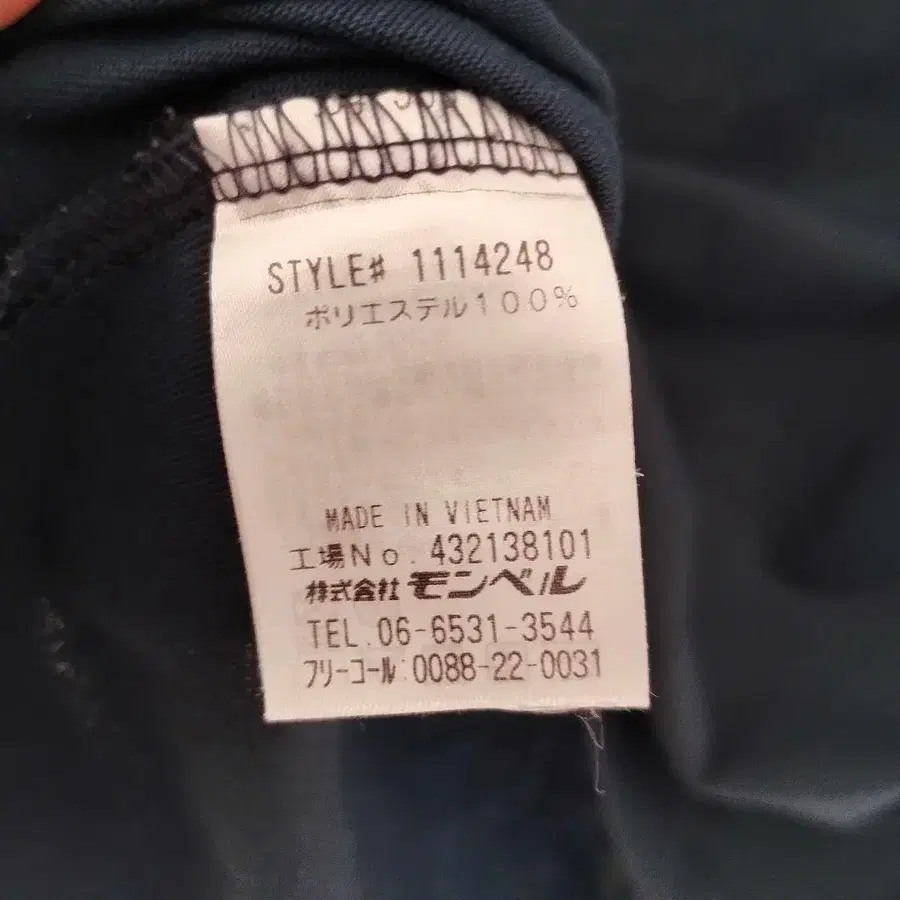 STYLE# 1114248
ポリエステル100%
MADE IN VIETNAM
工場No.432138101
株式会社モンベル
TEL.06-6531-3544
フリーコール:0088-22-0031